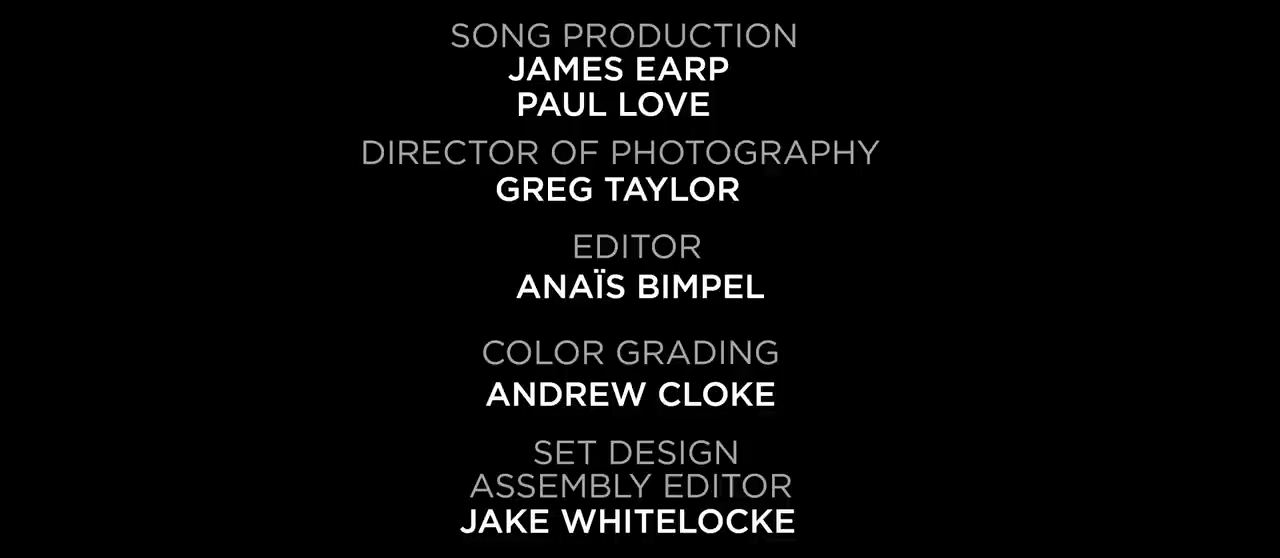 SONG PRODUCTION
JAMES EARP
PAUL LOVE
DIRECTOR OF PHOTOGRAPHY
GREG TAYLOR
EDITOR
ANAÏS BIMPEL
COLOR GRADING
ANDREW CLOKE
SET DESIGN
ASSEMBLY EDITOR
JAKE WHITELOCKE